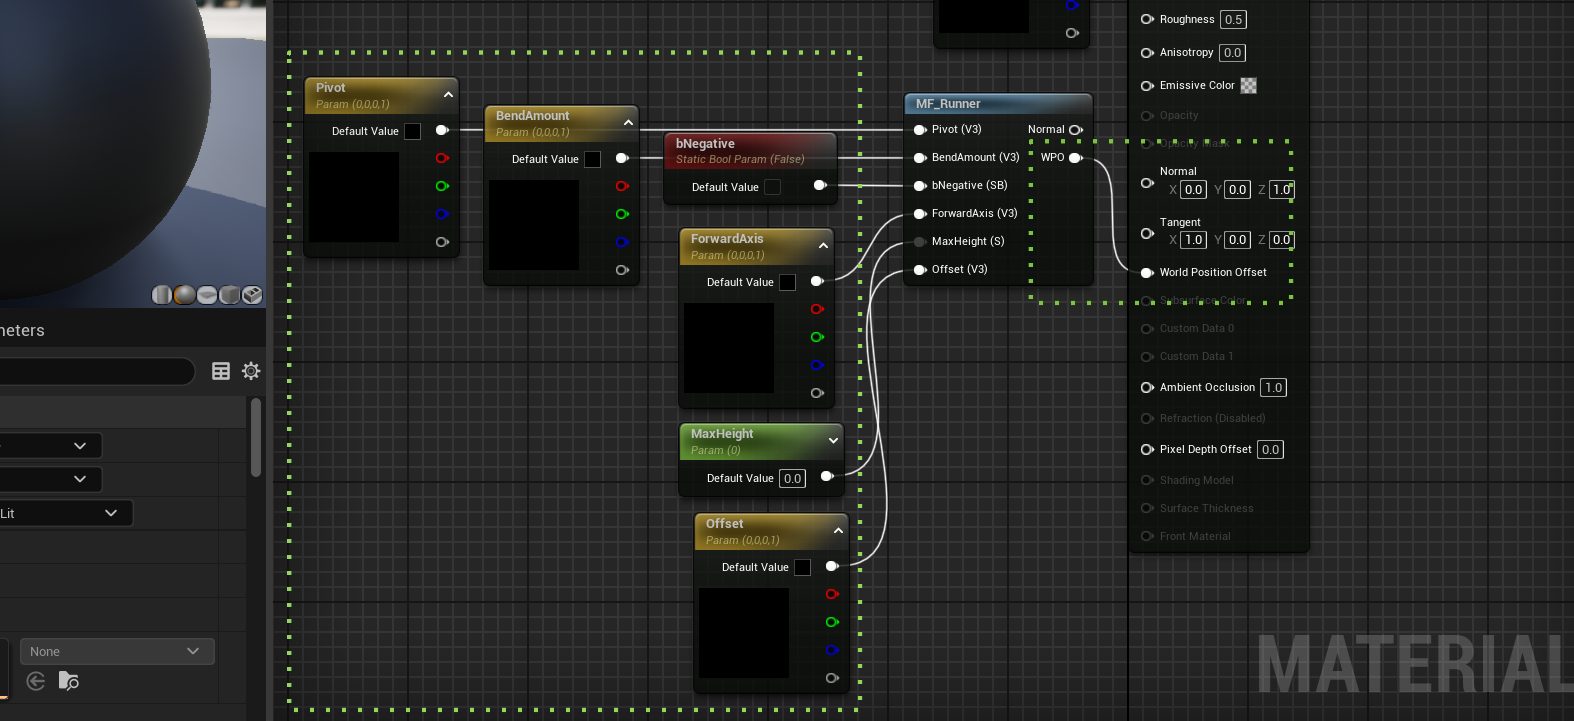 Roughness 0.5
Anisotropy 0.0
Emissive Color
Opacity
Opacity Mask
Normal
X 0.0 Y 0.0 Z 1.0
Tangent
X 1.0 Y 0.0 Z 0.0
World Position Offset
Subsurface Color
Custom Data 0
Custom Data 1
Ambient Occlusion 1.0
Refraction (Disabled)
Pixel Depth Offset 0.0
Shading Model
Surface Thickness
Front Material
Pivot
Param (0,0,0,1)
Default Value
BendAmount
Param (0,0,0,1)
Default Value
bNegative
Static Bool Param (False)
Default Value
ForwardAxis
Param (0,0,0,1)
Default Value
MaxHeight
Param (0)
Default Value 0.0
Offset
Param (0,0,0,1)
Default Value
MF_Runner
Pivot (V3) Normal
BendAmount (V3) WPO
bNegative (SB)
ForwardAxis (V3)
MaxHeight (S)
Offset (V3)
neters
Lit
None
MATERIAL